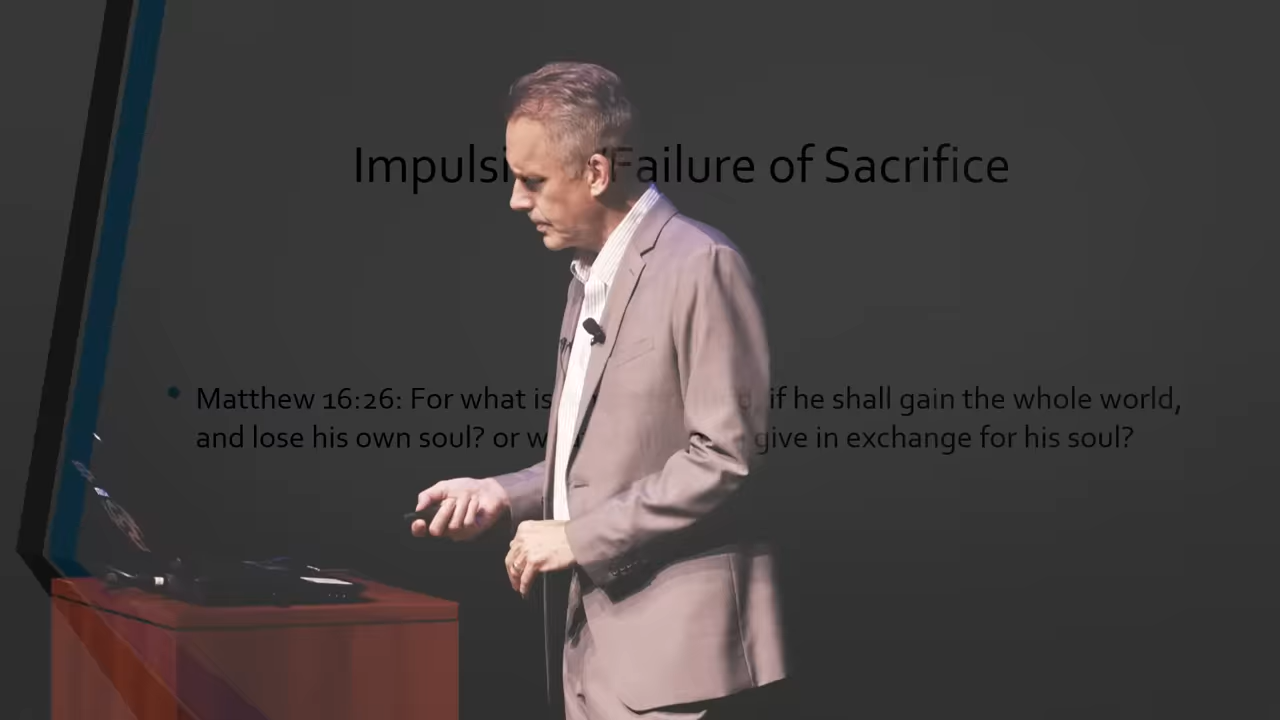 Failure of Sacrifice
Matthew 16:26: For what is if he shall gain the whole world,
and lose his own soul? or give in exchange for his soul?